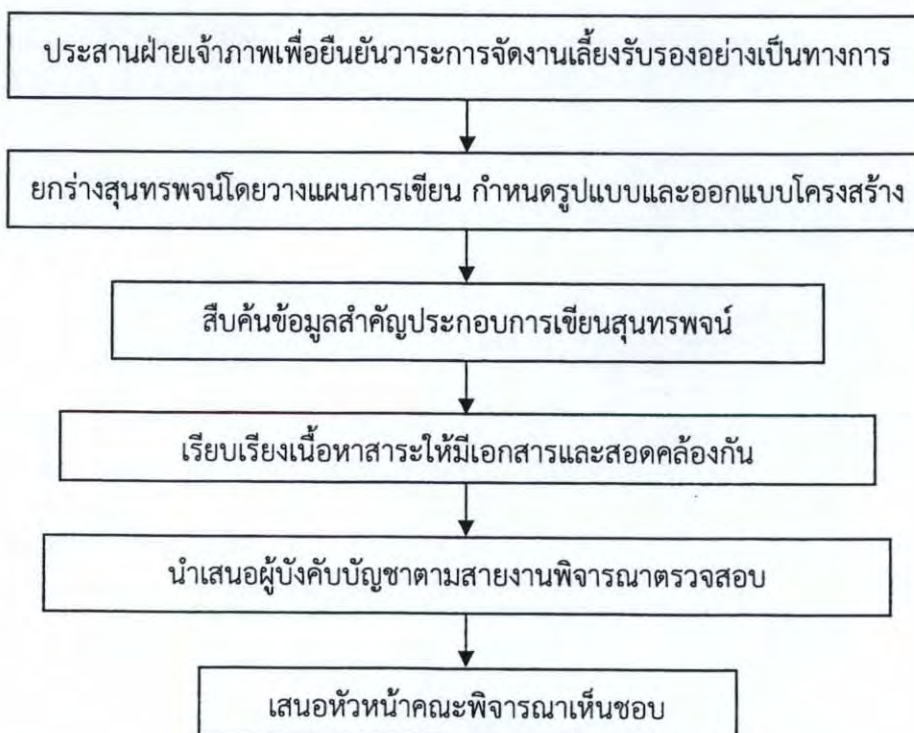 ประสานฝ่ายเจ้าภาพเพื่อยืนยันวาระการจัดงานเลี้ยงรับรองอย่างเป็นทางการ
ยกร่างสุนทรพจน์โดยวางแผนการเขียน กำหนดรูปแบบและออกแบบโครงสร้าง
สืบค้นข้อมูลสำคัญประกอบการเขียนสุนทรพจน์
เรียบเรียงเนื้อหาสาระให้มีเอกสารและสอดคล้องกัน
นำเสนอผู้บังคับบัญชาตามสายงานพิจารณาตรวจสอบ
เสนอหัวหน้าคณะพิจารณาเห็นชอบ